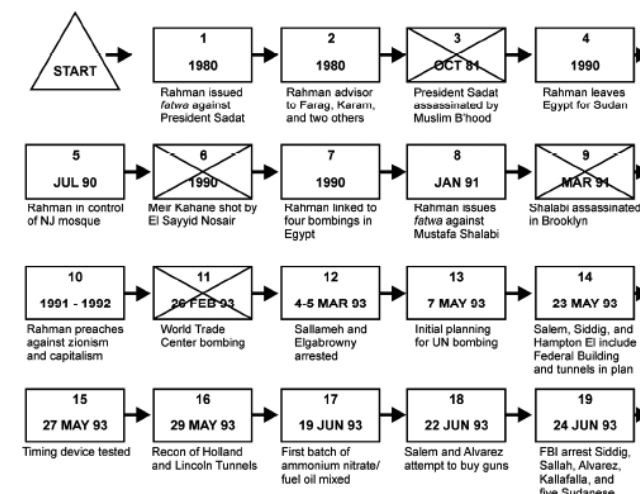 START
1
1980
Rahman issued
fatwa against
President Sadat
2
1980
Rahman advisor
to Farag, Karam,
and two others
3
OCT 81
President Sadat
assassinated by
Muslim B'hood
4
1990
Rahman leaves
Egypt for Sudan
5
JUL 90
Rahman in control
of NJ mosque
6
1990
Meir Kahane shot by
El Sayyid Nosair
7
1990
Rahman linked to
four bombings in
Egypt
8
JAN 91
Rahman issues
fatwa against
Mustafa Shalabi
9
MAR 91
Shalabi assassinated
in Brooklyn
10
1991 - 1992
Rahman preaches
against zionism
and capitalism
11
26 FEB 93
World Trade
Center bombing
12
4-5 MAR 93
Sallameh and
Elgabrowny
arrested
13
7 MAY 93
Initial planning
for UN bombing
14
23 MAY 93
Salem, Siddig, and
Hampton El include
Federal Building
and tunnels in plan
15
27 MAY 93
Timing device tested
16
29 MAY 93
Recon of Holland
and Lincoln Tunnels
17
19 JUN 93
First batch of
ammonium nitrate/
fuel oil mixed
18
22 JUN 93
Salem and Alvarez
attempt to buy guns
19
24 JUN 93
FBI arrest Siddig,
Sallah, Alvarez,
Kallafalla, and
five Sudanese